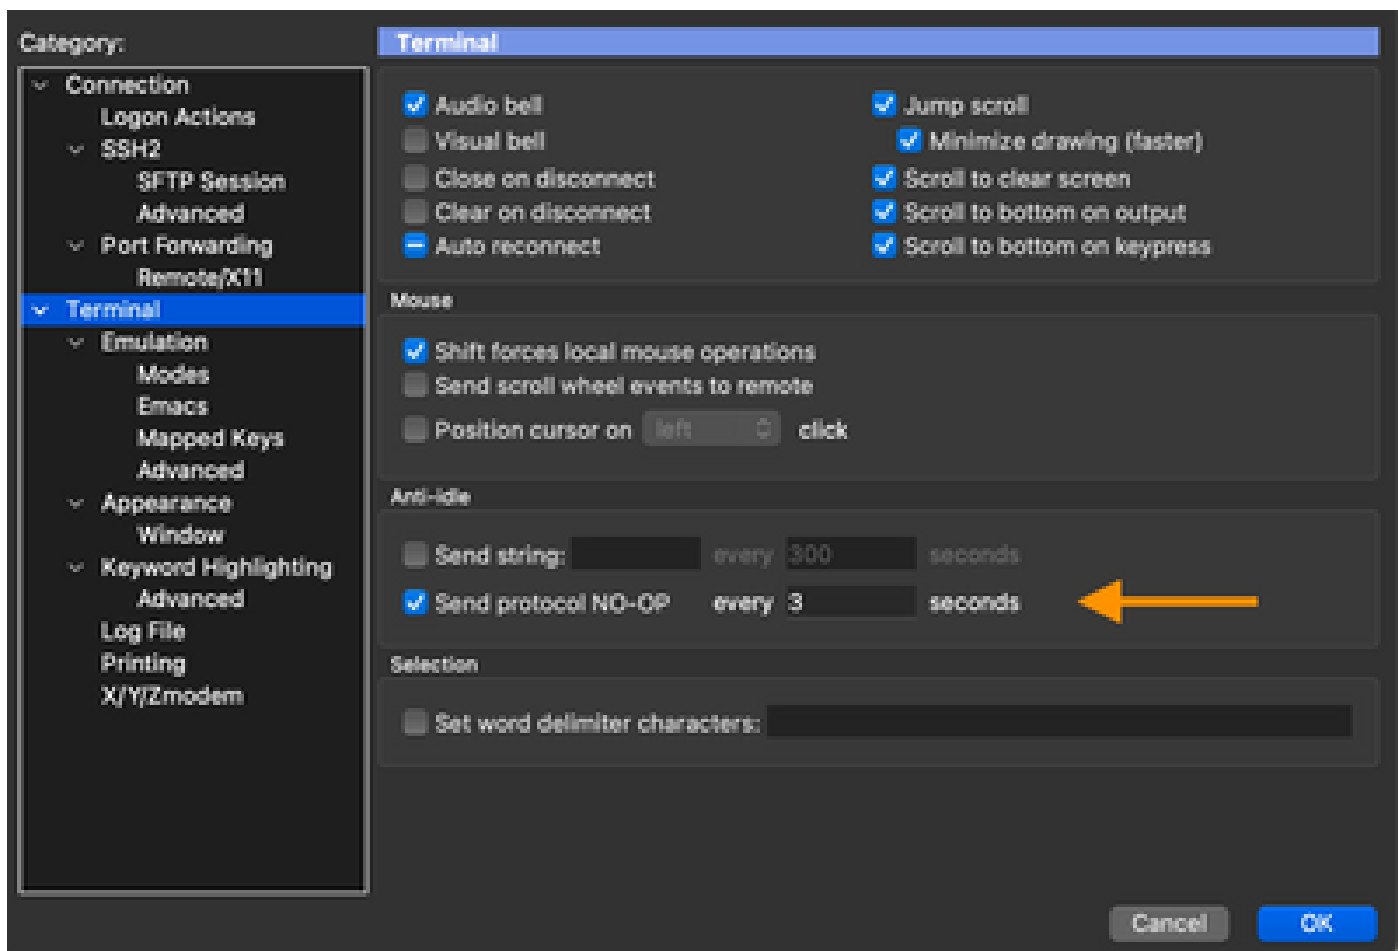 Category:
Connection
Logon Actions
SSH2
SFTP Session
Advanced
Port Forwarding
Remote/X11
Terminal
Emulation
Modes
Emacs
Mapped Keys
Advanced
Appearance
Window
Keyword Highlighting
Advanced
Log File
Printing
X/Y/Zmodem
Terminal
Audio bell
Visual bell
Close on disconnect
Clear on disconnect
Auto reconnect
Jump scroll
Minimize drawing (faster)
Scroll to clear screen
Scroll to bottom on output
Scroll to bottom on keypress
Mouse
Shift forces local mouse operations
Send scroll wheel events to remote
Position cursor on left click
Anti-idle
Send string: every 300 seconds
Send protocol NO-OP every 3 seconds
Selection
Set word delimiter characters:
Cancel OK